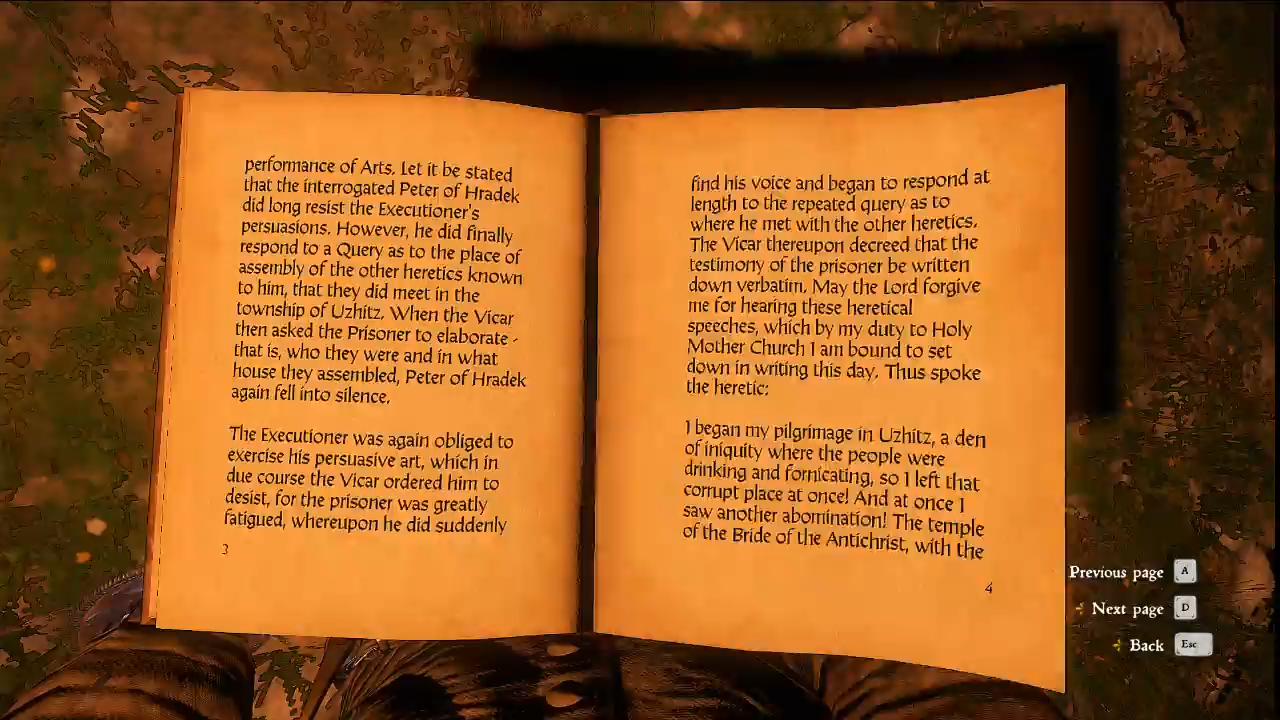 performance of Arts. Let it be stated
that the interrogated Peter of Hradek
did long resist the Executioner's
persuasions. However, he did finally
respond to a Query as to the place of
assembly of the other heretics known
to him, that they did meet in the
township of Uzhitz. When the Vicar
then asked the Prisoner to elaborate -
that is, who they were and in what
house they assembled, Peter of Hradek
again fell into silence.
The Executioner was again obliged to
exercise his persuasive art, which in
due course the Vicar ordered him to
desist, for the prisoner was greatly
fatigued, whereupon he did suddenly
3
find his voice and began to respond at
length to the repeated query as to
where he met with the other heretics.
The Vicar thereupon decreed that the
testimony of the prisoner be written
down verbatim. May the Lord forgive
me for hearing these heretical
speeches, which by my duty to Holy
Mother Church I am bound to set
down in writing this day. Thus spoke
the heretic:
I began my pilgrimage in Uzhitz, a den
of iniquity where the people were
drinking and fornicating, so I left that
corrupt place at once! And at once I
saw another abomination! The temple
of the Bride of the Antichrist, with the
4
Previous page A
Next page D
Back Esc